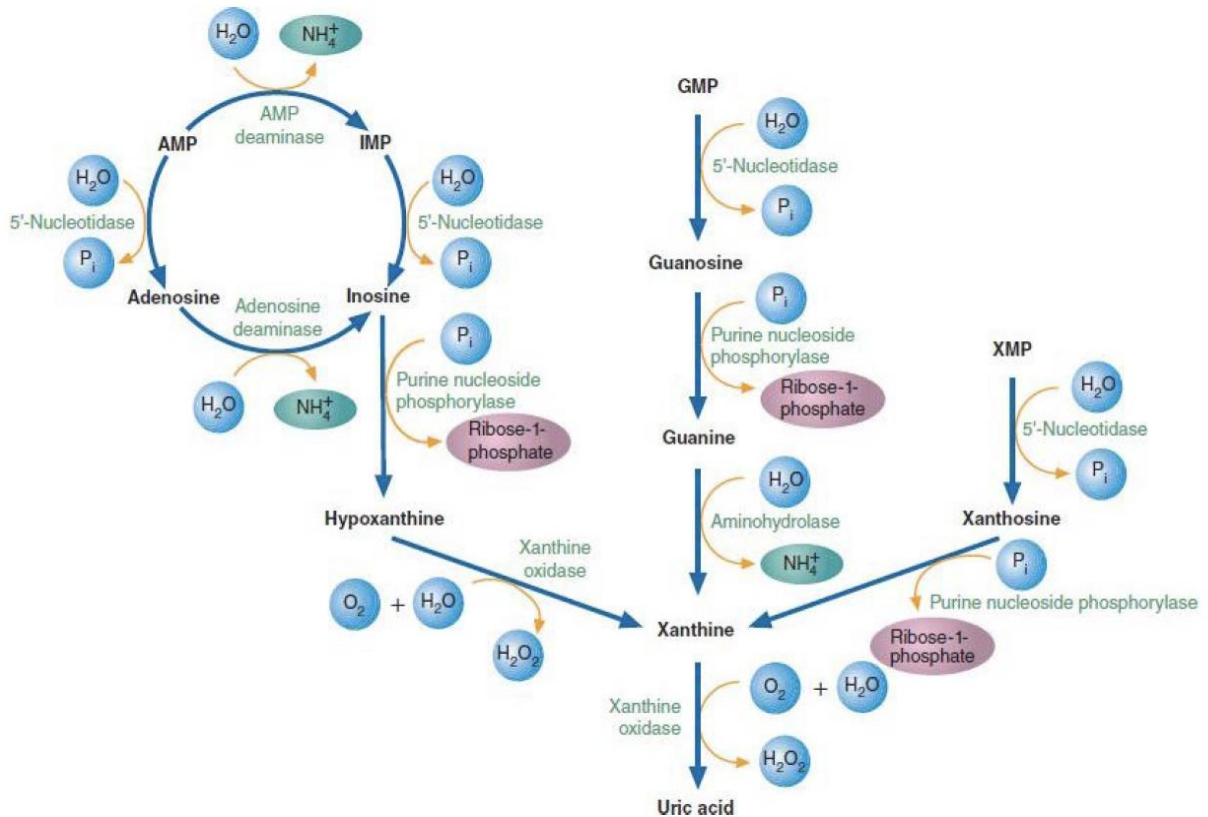 H₂O
NH₄⁺
AMP
deaminase
AMP
IMP
H₂O
5'-Nucleotidase
Pᵢ
H₂O
5'-Nucleotidase
Pᵢ
Adenosine
Adenosine
deaminase
Inosine
H₂O
NH₄⁺
Pᵢ
Purine nucleoside
phosphorylase
Ribose-1-
phosphate
Hypoxanthine
Xanthine
oxidase
O₂ + H₂O
H₂O₂
GMP
H₂O
5'-Nucleotidase
Pᵢ
Guanosine
Pᵢ
Purine nucleoside
phosphorylase
Ribose-1-
phosphate
Guanine
H₂O
Aminohydrolase
NH₄⁺
XMP
H₂O
5'-Nucleotidase
Pᵢ
Xanthosine
Pᵢ
Purine nucleoside phosphorylase
Ribose-1-
phosphate
Xanthine
Xanthine
oxidase
O₂ + H₂O
H₂O₂
Uric acid